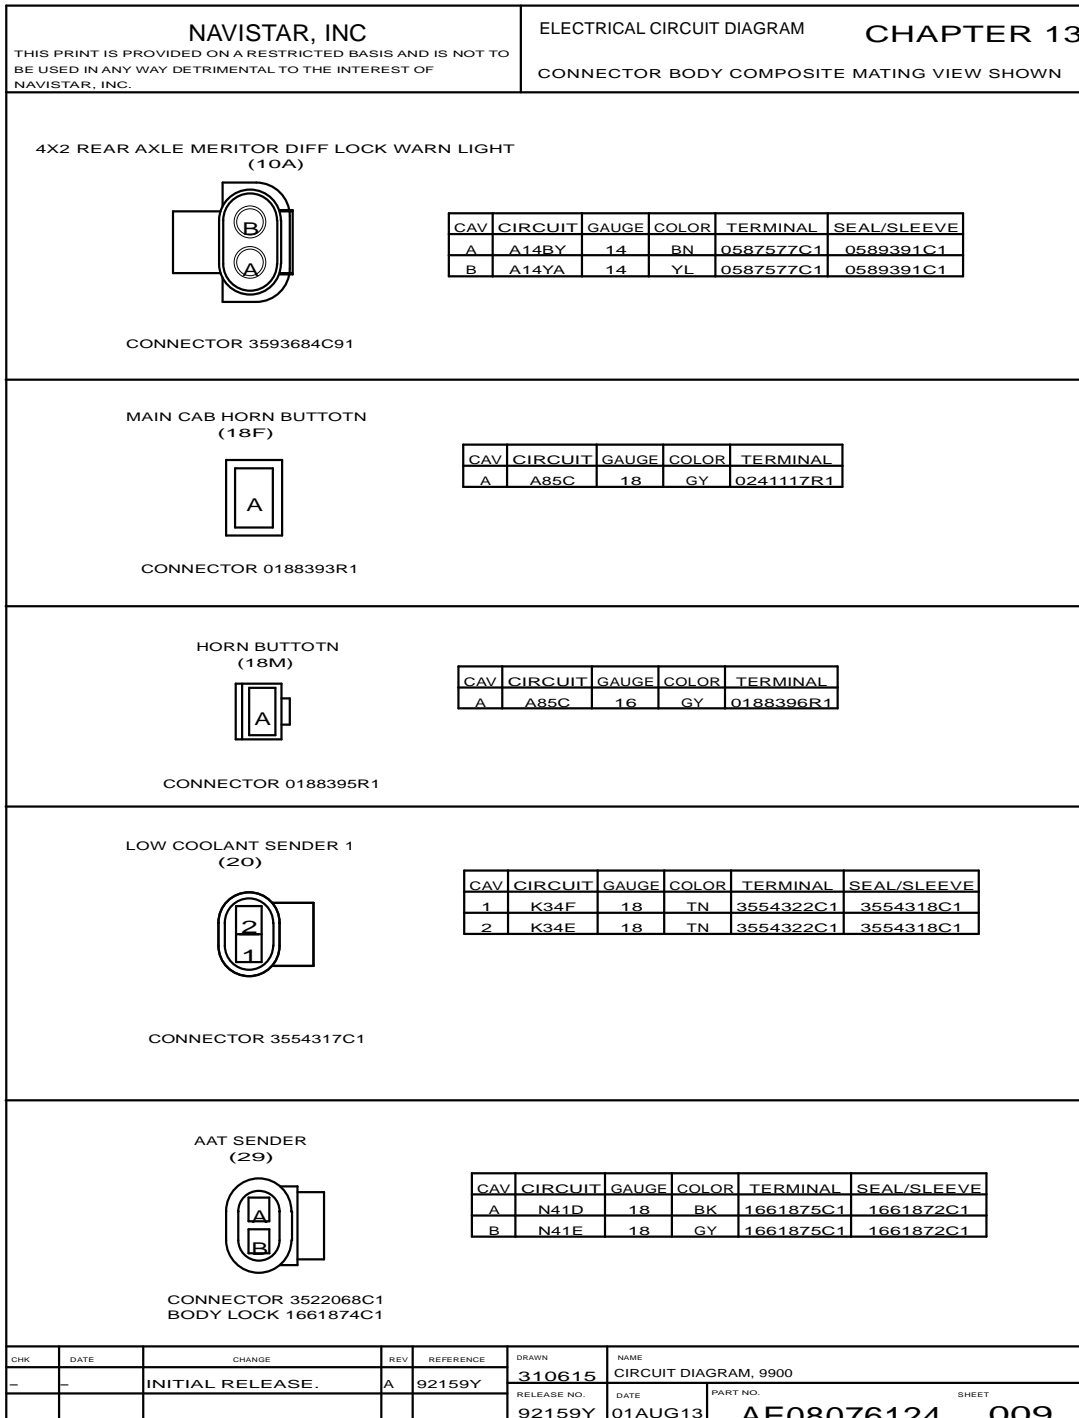 NAVISTAR, INC
THIS PRINT IS PROVIDED ON A RESTRICTED BASIS AND IS NOT TO
BE USED IN ANY WAY DETRIMENTAL TO THE INTEREST OF
NAVISTAR, INC.
ELECTRICAL CIRCUIT DIAGRAM CHAPTER 13
CONNECTOR BODY COMPOSITE MATING VIEW SHOWN
4X2 REAR AXLE MERITOR DIFF LOCK WARN LIGHT
(10A)
B
A
CAV CIRCUIT GAUGE COLOR TERMINAL SEAL/SLEEVE
A A14BY 14 BN 0587577C1 0589391C1
B A14YA 14 YL 0587577C1 0589391C1
CONNECTOR 3593684C91
MAIN CAB HORN BUTTOTN
(18F)
A
CAV CIRCUIT GAUGE COLOR TERMINAL
A A85C 18 GY 0241117R1
CONNECTOR 0188393R1
HORN BUTTOTN
(18M)
A
CAV CIRCUIT GAUGE COLOR TERMINAL
A A85C 16 GY 0188396R1
CONNECTOR 0188395R1
LOW COOLANT SENDER 1
(20)
2
1
CAV CIRCUIT GAUGE COLOR TERMINAL SEAL/SLEEVE
1 K34F 18 TN 3554322C1 3554318C1
2 K34E 18 TN 3554322C1 3554318C1
CONNECTOR 3554317C1
AAT SENDER
(29)
A
B
CAV CIRCUIT GAUGE COLOR TERMINAL SEAL/SLEEVE
A N41D 18 BK 1661875C1 1661872C1
B N41E 18 GY 1661875C1 1661872C1
CONNECTOR 3522068C1
BODY LOCK 1661874C1
CHK DATE CHANGE REV REFERENCE
– – INITIAL RELEASE. A 92159Y
DRAWN NAME
310615 CIRCUIT DIAGRAM, 9900
RELEASE NO. DATE PART NO. SHEET
92159Y 01AUG13 AE08076124 009